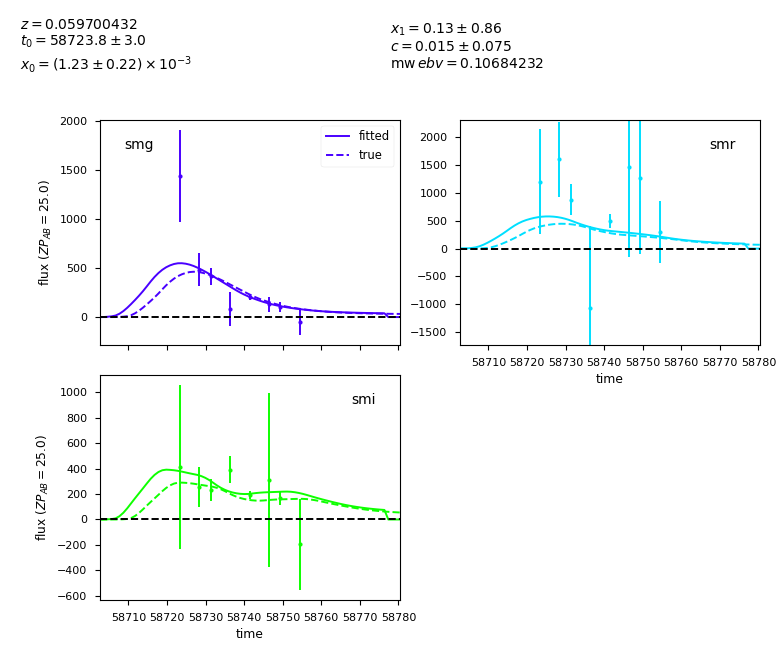 z = 0.059700432
t₀ = 58723.8 ± 3.0
x₀ = (1.23 ± 0.22) × 10⁻³
x₁ = 0.13 ± 0.86
c = 0.015 ± 0.075
mw ebv = 0.10684232
smg
fitted
true
2000
1500
1000
500
0
flux (ZP_AB = 25.0)
smr
2000
1500
1000
500
0
−500
−1000
−1500
58710 58720 58730 58740 58750 58760 58770 58780
time
smi
1000
800
600
400
200
0
−200
−400
−600
flux (ZP_AB = 25.0)
58710 58720 58730 58740 58750 58760 58770 58780
time